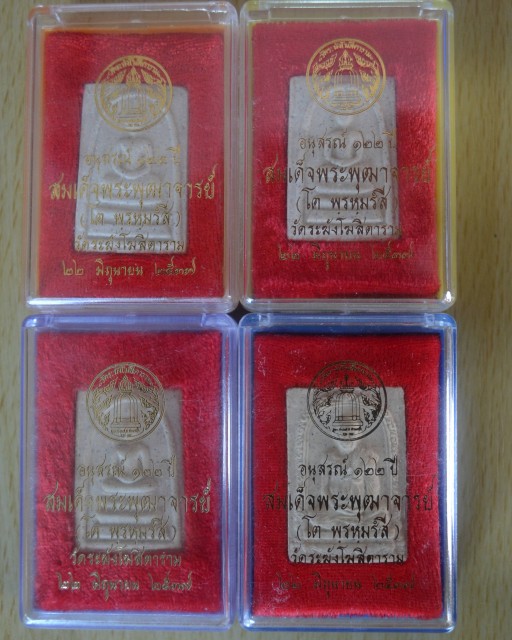 อนุสรณ์ ๑๒๒ ปี
สมเด็จพระพุฒาจารย์
(โต พรหมรังสี)
วัดระฆังโฆสิตาราม
๒๒ มิถุนายน ๒๕๓๗
อนุสรณ์ ๑๒๒ ปี
สมเด็จพระพุฒาจารย์
(โต พรหมรังสี)
วัดระฆังโฆสิตาราม
๒๒ มิถุนายน ๒๕๓๗
อนุสรณ์ ๑๒๒ ปี
สมเด็จพระพุฒาจารย์
(โต พรหมรังสี)
วัดระฆังโฆสิตาราม
๒๒ มิถุนายน ๒๕๓๗
อนุสรณ์ ๑๒๒ ปี
สมเด็จพระพุฒาจารย์
(โต พรหมรังสี)
วัดระฆังโฆสิตาราม
๒๒ มิถุนายน ๒๕๓๗